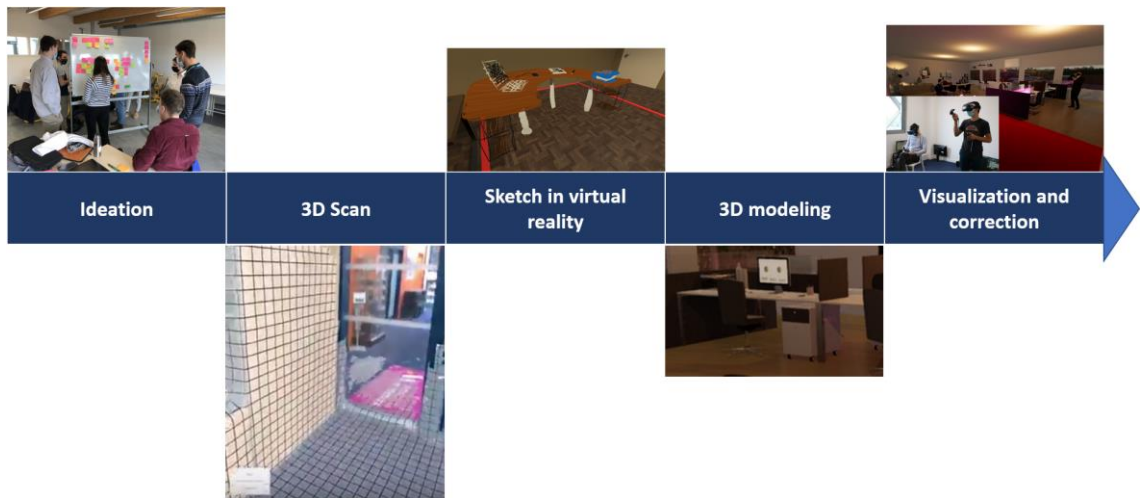 Ideation
3D Scan
Sketch in virtual
reality
3D modeling
Visualization and
correction